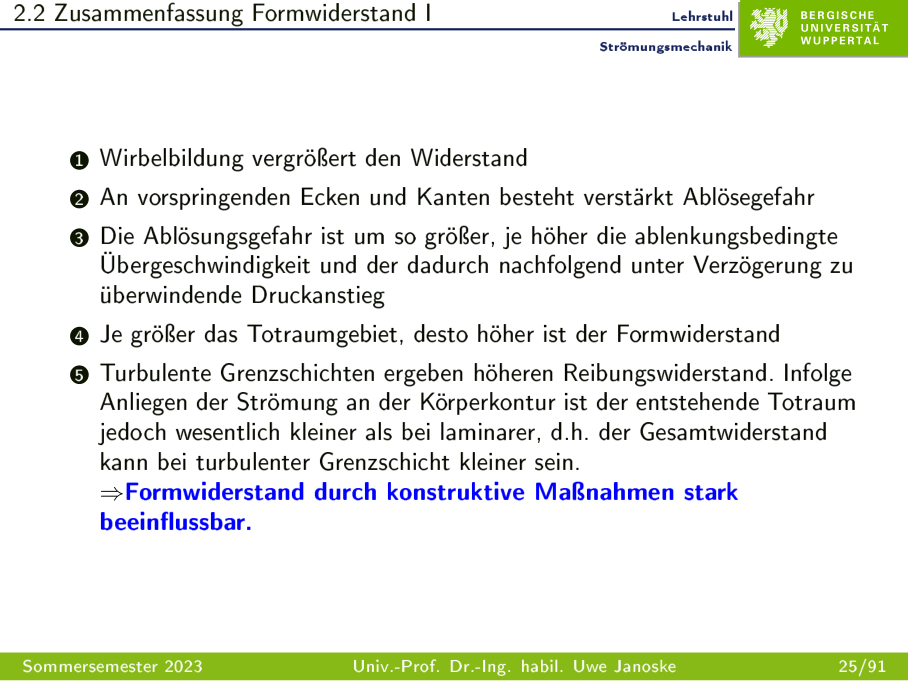 2.2 Zusammenfassung Formwiderstand I
Lehrstuhl
Strömungsmechanik
BERGISCHE
UNIVERSITÄT
WUPPERTAL
1 Wirbelbildung vergrößert den Widerstand
2 An vorspringenden Ecken und Kanten besteht verstärkt Ablösegefahr
3 Die Ablösungsgefahr ist um so größer, je höher die ablenkungsbedingte
Übergeschwindigkeit und der dadurch nachfolgend unter Verzögerung zu
überwindende Druckanstieg
4 Je größer das Totraumgebiet, desto höher ist der Formwiderstand
5 Turbulente Grenzschichten ergeben höheren Reibungswiderstand. Infolge
Anliegen der Strömung an der Körperkontur ist der entstehende Totraum
jedoch wesentlich kleiner als bei laminarer, d.h. der Gesamtwiderstand
kann bei turbulenter Grenzschicht kleiner sein.
⇒Formwiderstand durch konstruktive Maßnahmen stark
beeinflussbar.
Sommersemester 2023
Univ.-Prof. Dr.-Ing. habil. Uwe Janoske
25/91